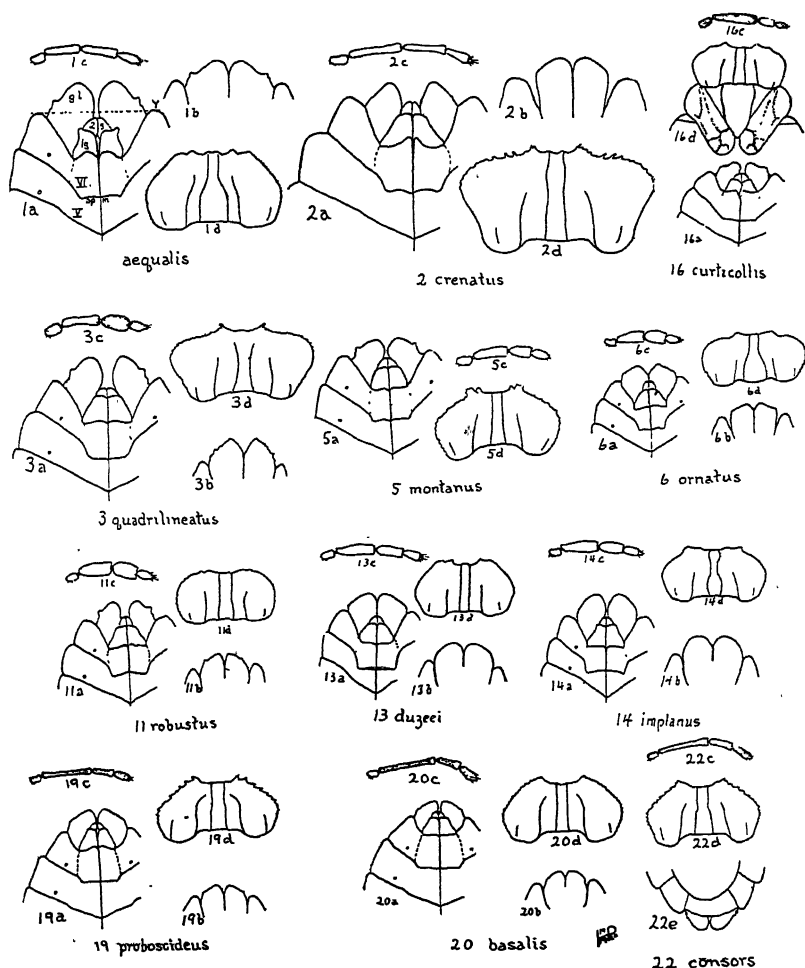 1c
gl
Y
1b
2 s
1g
VI.
sp m
V
1a
1d
aequalis
2c
2b
2a
2d
2 crenatus
16c
16d
16a
16 curticollis
3c
3d
3a
3b
3 quadrilineatus
5c
5a
5d
5 montanus
6c
6d
6a
6b
6 ornatus
11c
11d
11a
11b
11 robustus
13c
13d
13a
13b
13 duzeei
14c
14d
14a
14b
14 implanus
19c
19d
19a
19b
19 proboscideus
20c
20d
20a
20b
20 basalis
22c
22d
22e
22 consors